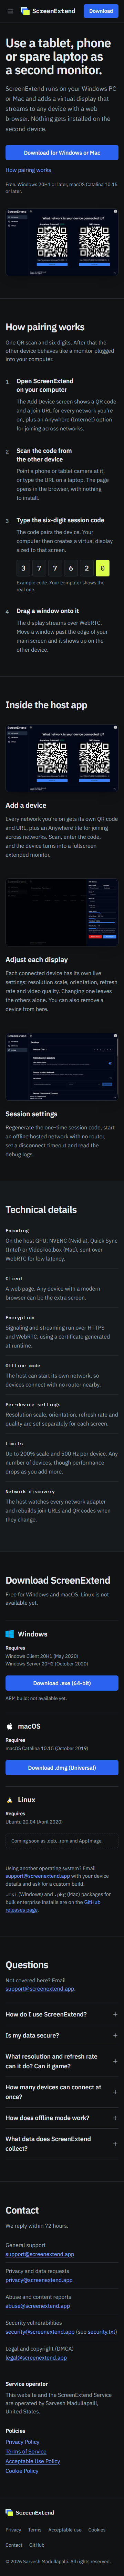 ScreenExtend
Download
Use a tablet, phone
or spare laptop as
a second monitor.
ScreenExtend runs on your Windows PC
or Mac and adds a virtual display that
streams to any device with a web
browser. Nothing gets installed on the
second device.
Download for Windows or Mac
How pairing works
Free. Windows 20H1 or later, macOS Catalina 10.15
or later.
ScreenExtend
What network is your device connected to?
How pairing works
One QR scan and six digits. After that the
other device behaves like a monitor plugged
into your computer.
1
Open ScreenExtend
on your computer
The Add Device screen shows a QR code
and a join URL for every network you're
on, plus an Anywhere (Internet) option
for joining across networks.
2
Scan the code from
the other device
Point a phone or tablet camera at it,
or type the URL on a laptop. The page
opens in the browser, with nothing
to install.
3
Type the six-digit session code
The code pairs the device. Your
computer then creates a virtual display
sized to that screen.
3 7 7 6 2 0
Example code. Your computer shows the
real one.
4
Drag a window onto it
The display streams over WebRTC.
Move a window past the edge of your
main screen and it shows up on the
other device.
Inside the host app
ScreenExtend
What network is your device connected to?
Add a device
Every network you're on gets its own QR code
and URL, plus an Anywhere tile for joining
across networks. Scan, enter the code,
and the device turns into a fullscreen
extended monitor.
Adjust each display
Each connected device has its own live
settings: resolution scale, orientation, refresh
rate and video quality. Changing one leaves
the others alone. You can also remove a
device from here.
ScreenExtend
Settings
Session settings
Regenerate the one-time session code, start
an offline hosted network with no router,
set a disconnect timeout and read the
debug logs.
Technical details
Encoding
On the host GPU: NVENC (Nvidia), Quick Sync
(Intel) or VideoToolbox (Mac), sent over
WebRTC for low latency.
Client
A web page. Any device with a modern
browser can be the extra screen.
Encryption
Signaling and streaming run over HTTPS
and WebRTC, using a certificate generated
at runtime.
Offline mode
The host can start its own network, so
devices connect with no router nearby.
Per-device settings
Resolution scale, orientation, refresh rate and
quality are set separately for each screen.
Limits
Up to 200% scale and 500 Hz per device. Any
number of devices, though performance
drops as you add more.
Network discovery
The host watches every network adapter
and rebuilds join URLs and QR codes when
they change.
Download ScreenExtend
Free for Windows and macOS. Linux is not
available yet.
Windows
Requires
Windows Client 20H1 (May 2020)
Windows Server 20H2 (October 2020)
Download .exe (64-bit)
ARM build: not available yet.
macOS
Requires
macOS Catalina 10.15 (October 2019)
Download .dmg (Universal)
Linux
Requires
Ubuntu 20.04 (April 2020)
Coming soon as .deb, .rpm and AppImage.
Using another operating system? Email
support@screenextend.app with your device
details and ask for a custom build.
.msi (Windows) and .pkg (Mac) packages for
bulk enterprise installs are on the GitHub
releases page.
Questions
Not covered here? Email
support@screenextend.app.
How do I use ScreenExtend? +
Is my data secure? +
What resolution and refresh rate
can it do? Can it game? +
How many devices can connect at
once? +
How does offline mode work? +
What data does ScreenExtend
collect? +
Contact
We reply within 72 hours.
General support
support@screenextend.app
Privacy and data requests
privacy@screenextend.app
Abuse and content reports
abuse@screenextend.app
Security vulnerabilities
security@screenextend.app (see security.txt)
Legal and copyright (DMCA)
legal@screenextend.app
Service operator
This website and the ScreenExtend Service
are operated by Sarvesh Madullapalli,
United States.
Policies
Privacy Policy
Terms of Service
Acceptable Use Policy
Cookie Policy
ScreenExtend
Privacy Terms Acceptable use Cookies
Contact GitHub
© 2026 Sarvesh Madullapalli. All rights reserved.